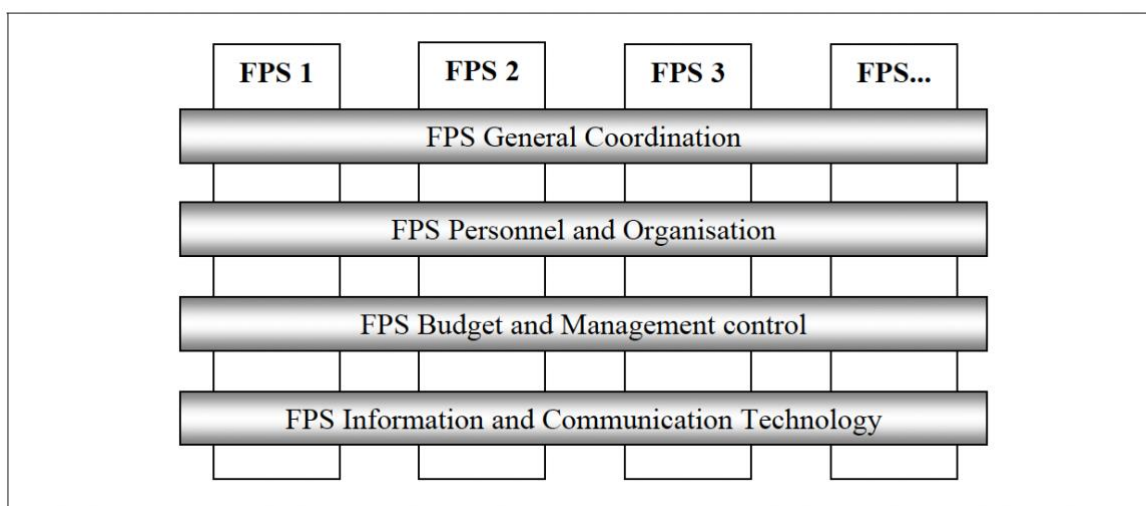 FPS 1
FPS 2
FPS 3
FPS...
FPS General Coordination
FPS Personnel and Organisation
FPS Budget and Management control
FPS Information and Communication Technology